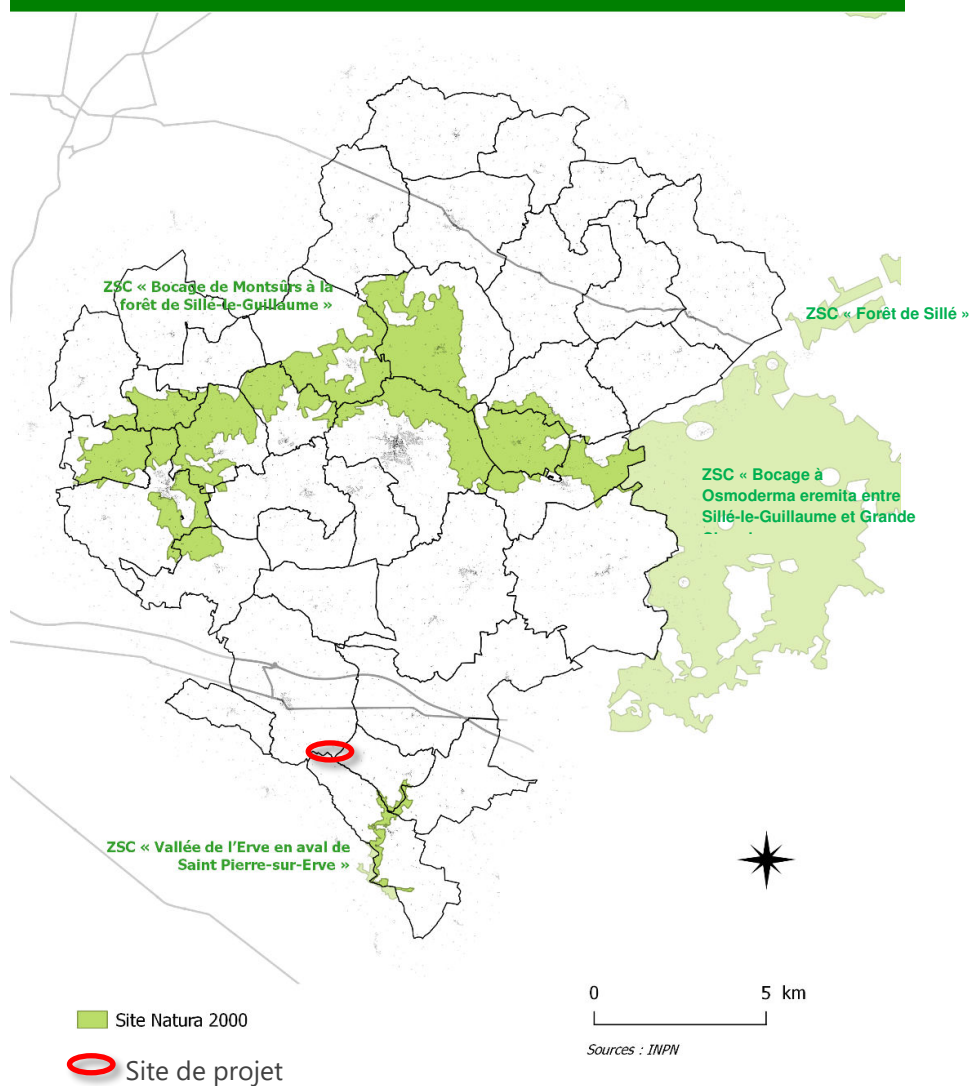 ZSC « Bocage de Montsûrs à la
forêt de Sillé-le-Guillaume »
ZSC « Forêt de Sillé »
ZSC « Bocage à
Osmoderma eremita entre
Sillé-le-Guillaume et Grande
ZSC « Vallée de l'Erve en aval de
Saint Pierre-sur-Erve »
0 5 km
Site Natura 2000
Sources : INPN
Site de projet